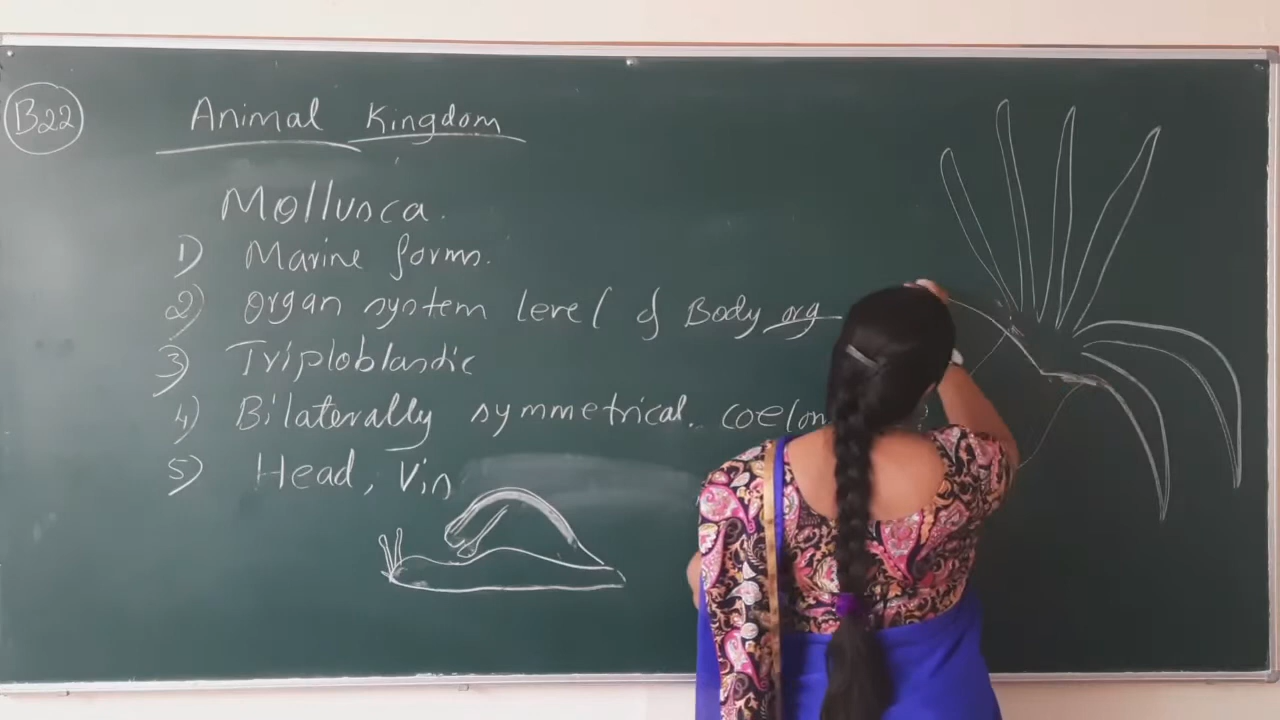 B22
Animal Kingdom
Mollusca.
1) Marine forms.
2) Organ system level of Body org
3) Triploblastic
4) Bilaterally symmetrical. coelom
5) Head, Vin